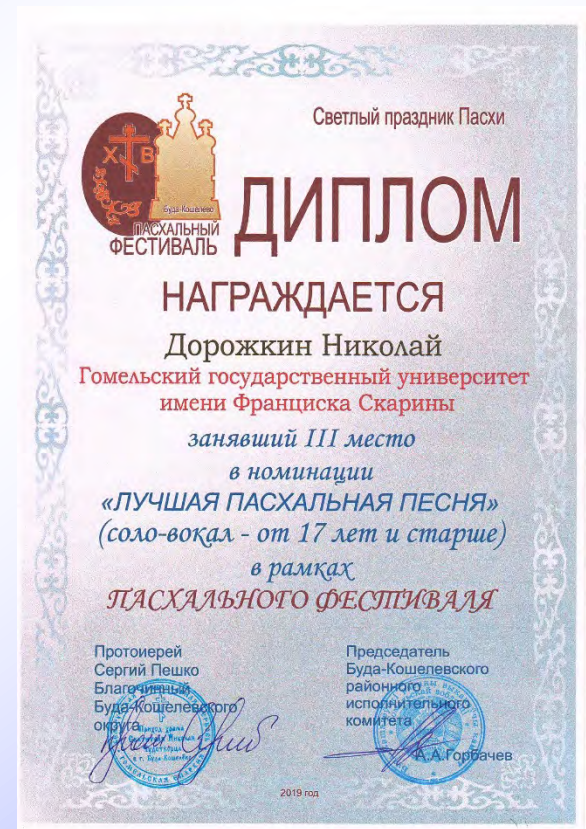 Светлый праздник Пасхи
Х В
Буда-Кошелево
ПАСХАЛЬНЫЙ
ФЕСТИВАЛЬ
ДИПЛОМ
НАГРАЖДАЕТСЯ
Дорожкин Николай
Гомельский государственный университет
имени Франциска Скарины
занявший III место
в номинации
«ЛУЧШАЯ ПАСХАЛЬНАЯ ПЕСНЯ»
(соло-вокал - от 17 лет и старше)
в рамках
ПАСХАЛЬНОГО ФЕСТИВАЛЯ
Протоиерей
Сергий Пешко
Благочинный
Буда-Кошелевского
округа
Председатель
Буда-Кошелевского
районного
исполнительного
комитета
А.А.Горбачев
2019 год